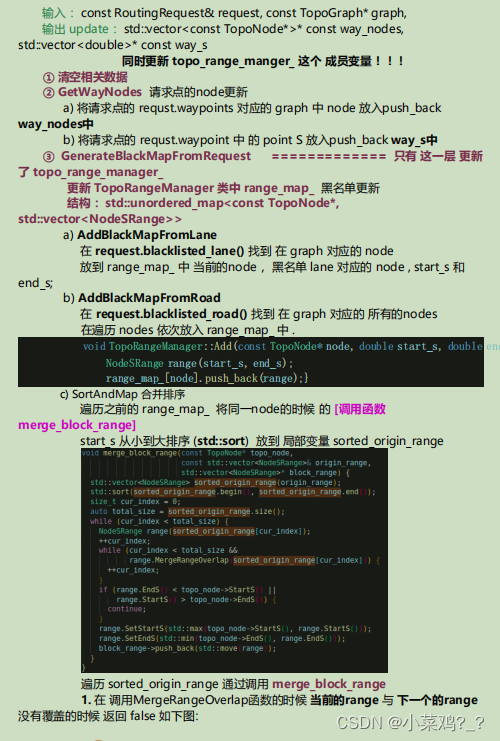 输入： const RoutingRequest& request, const TopoGraph* graph,
输出 update： std::vector<const TopoNode*>* const way_nodes,
std::vector<double>* const way_s
同时更新 topo_range_manger_ 这个 成员变量！！！
① 清空相关数据
② GetWayNodes 请求点的node更新
a) 将请求点的 requst.waypoints 对应的 graph 中 node 放入push_back
way_nodes中
b) 将请求点的 requst.waypoint 中 的 point S 放入push_back way_s中
③ GenerateBlackMapFromRequest ============= 只有 这一层 更新
了 topo_range_manager_
更新 TopoRangeManager 类中 range_map_ 黑名单更新
结构： std::unordered_map<const TopoNode*,
std::vector<NodeSRange>>
a) AddBlackMapFromLane
在 request.blacklisted_lane() 找到 在 graph 对应的 node
放到 range_map_ 中 当前的node， 黑名单 lane 对应的 node , start_s 和
end_s;
b) AddBlackMapFromRoad
在 request.blacklisted_road() 找到 在 graph 对应的 所有的nodes
在遍历 nodes 依次放入 range_map_ 中 .
void TopoRangeManager::Add(const TopoNode* node, double start_s, double en
NodeSRange range(start_s, end_s);
range_map_[node].push_back(range);}
c) SortAndMap 合并排序
遍历之前的 range_map_ 将同一node的时候 的 [调用函数
merge_block_range]
start_s 从小到大排序 (std::sort) 放到 局部变量 sorted_origin_range
void merge_block_range(const TopoNode* topo_node,
const std::vector<NodeSRange>& origin_range,
std::vector<NodeSRange>* block_range) {
std::vector<NodeSRange> sorted_origin_range(origin_range);
std::sort(sorted_origin_range.begin(), sorted_origin_range.end());
size_t cur_index = 0;
auto total_size = sorted_origin_range.size();
while (cur_index < total_size) {
NodeSRange range(sorted_origin_range[cur_index]);
++cur_index;
while (cur_index < total_size &&
range.MergeRangeOverlap(sorted_origin_range[cur_index])) {
++cur_index;
}
if (range.EndS() < topo_node->StartS() ||
range.StartS() > topo_node->EndS()) {
continue;
}
range.SetStartS(std::max(topo_node->StartS(), range.StartS()));
range.SetEndS(std::min(topo_node->EndS(), range.EndS()));
block_range->push_back(std::move(range));
}
}
遍历 sorted_origin_range 通过调用 merge_block_range
1. 在 调用MergeRangeOverlap函数的时候 当前的range 与 下一个的range
没有覆盖的时候 返回 false 如下图:
CSDN @小菜鸡?_?